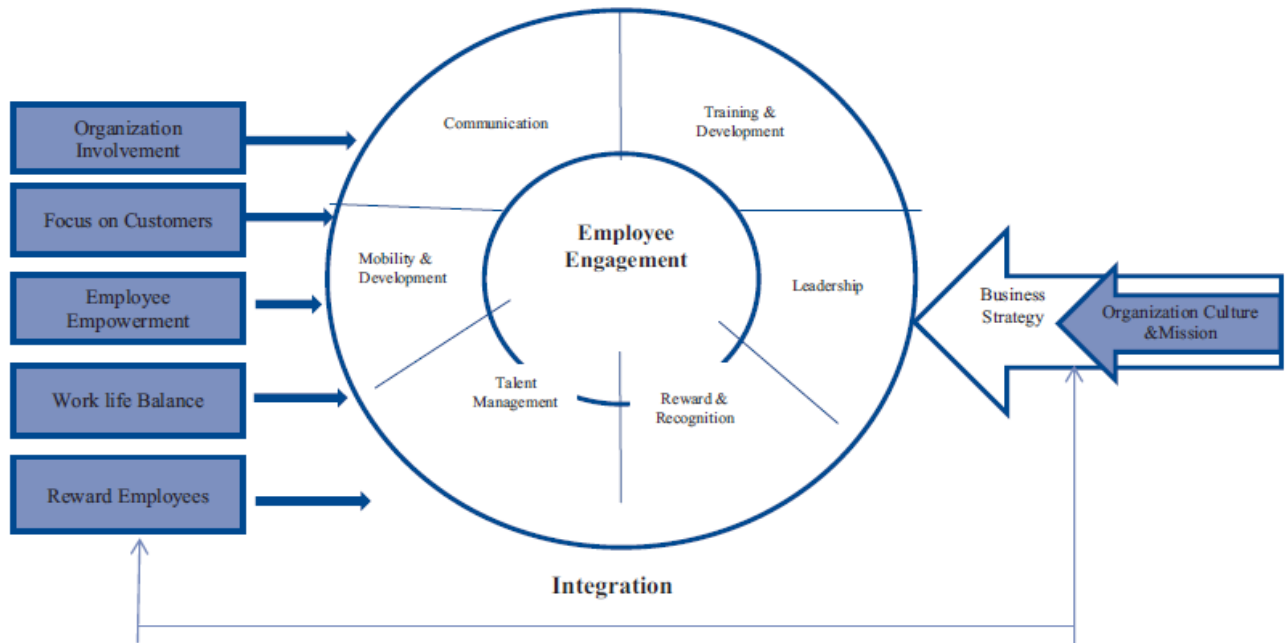 Organization
Involvement
Focus on Customers
Employee
Empowerment
Work life Balance
Reward Employees
Communication
Training &
Development
Mobility &
Development
Employee
Engagement
Leadership
Talent
Management
Reward &
Recognition
Business
Strategy
Organization Culture
&Mission
Integration